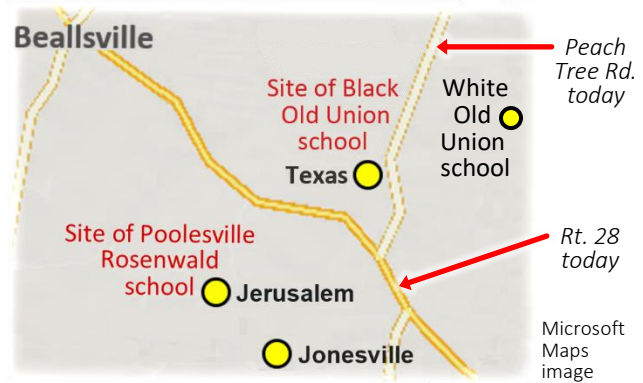 Beallsville
Peach
Tree Rd.
today
Site of Black
Old Union
school
White
Old
Union
school
Texas
Site of Poolesville
Rosenwald
school
Jerusalem
Rt. 28
today
Jonesville
Microsoft
Maps
image